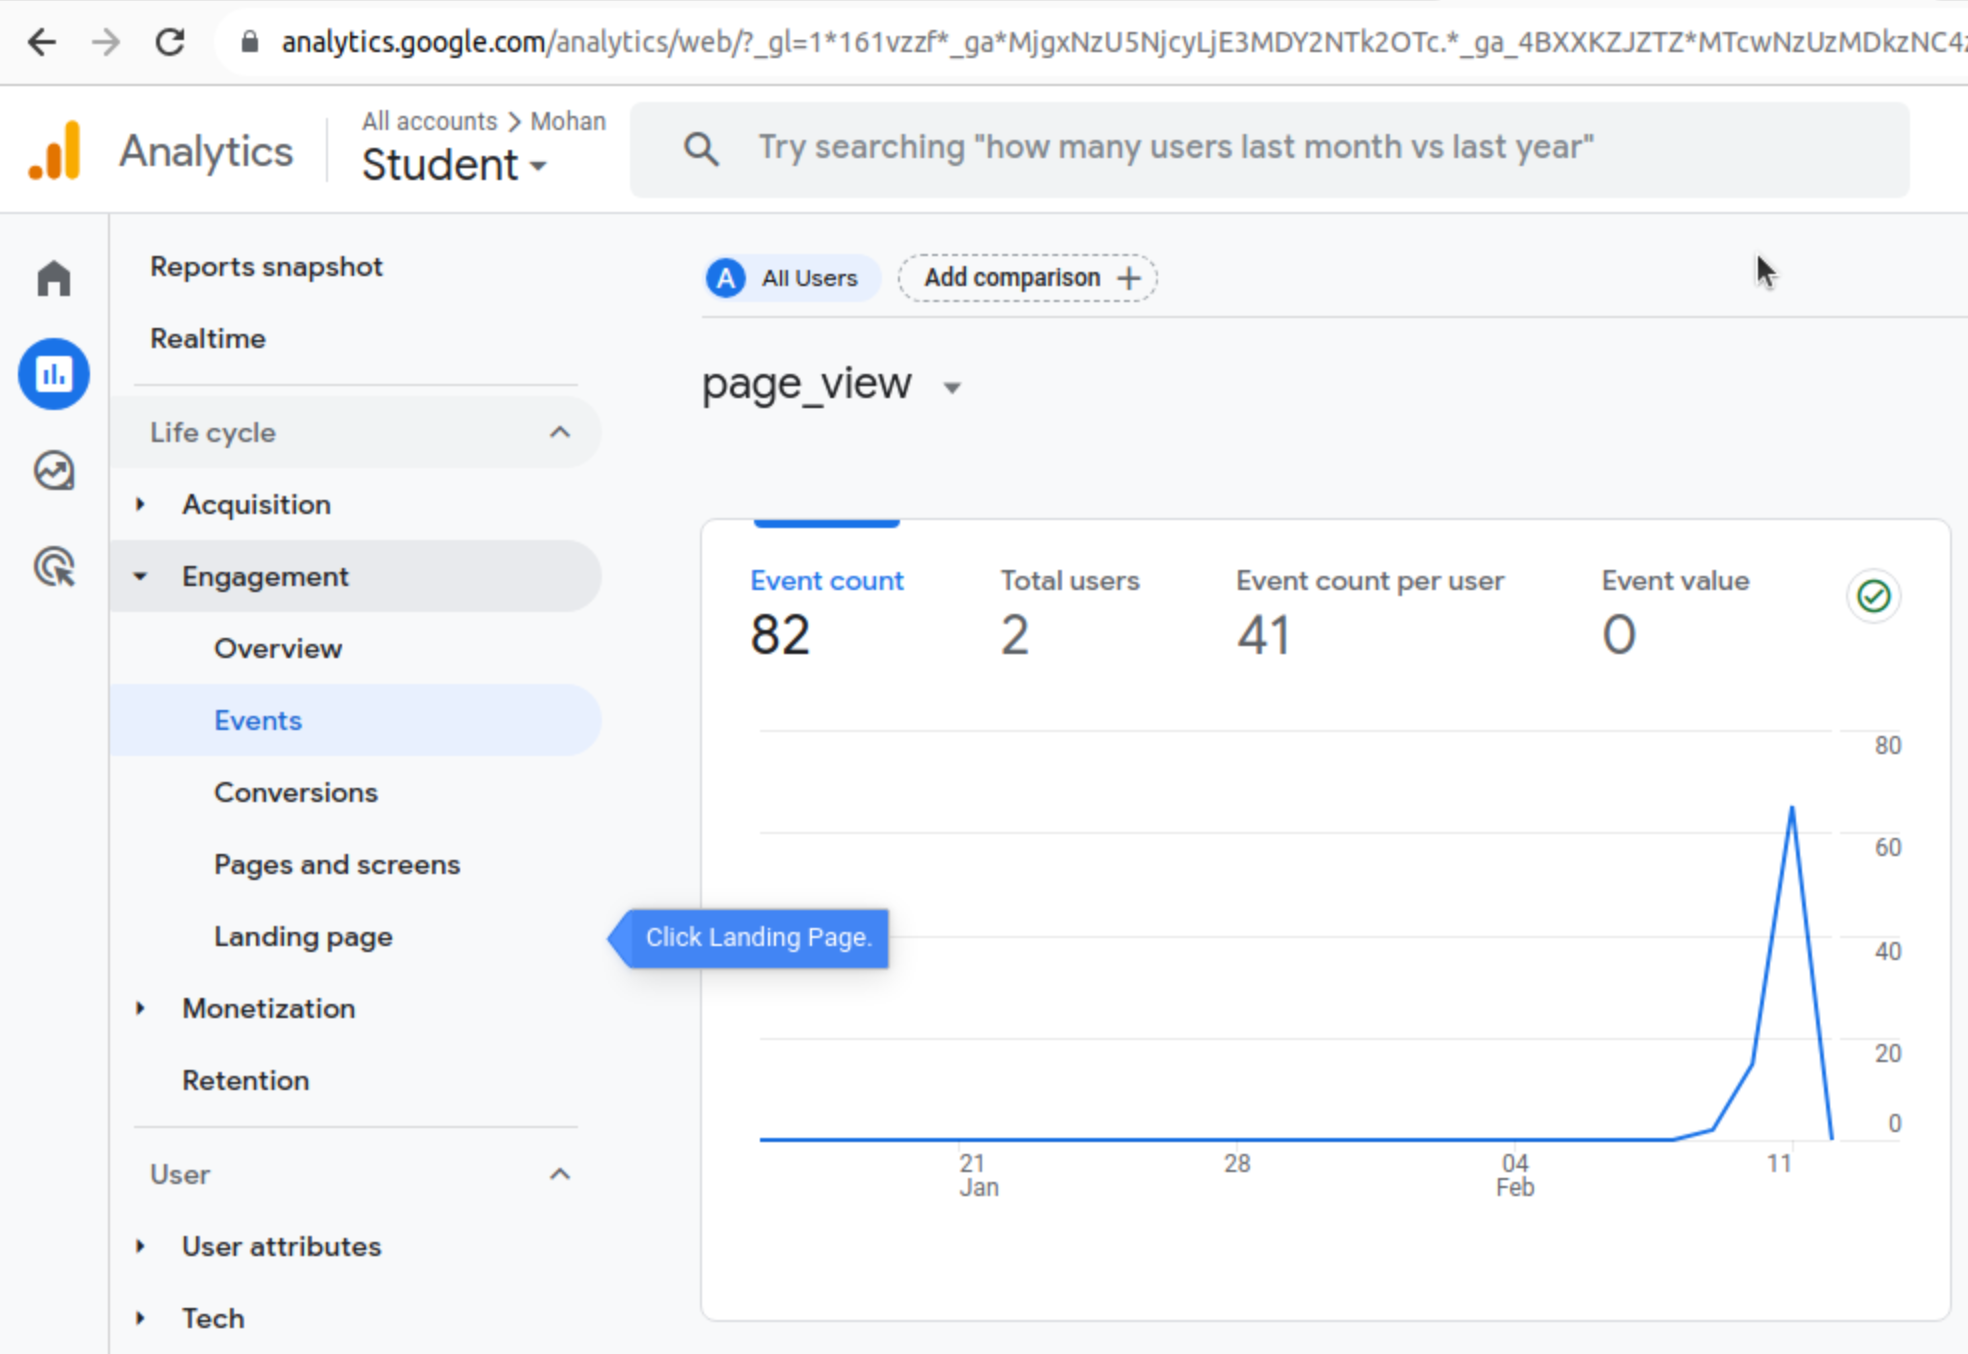 analytics.google.com/analytics/web/?_gl=1*161vzzf*_ga*MjgxNzU5NjcyLjE3MDY2NTk2OTc.*_ga_4BXXKZJZTZ*MTcwNzUzMDkzNC4z
Analytics
All accounts > Mohan
Student
Try searching "how many users last month vs last year"
Reports snapshot
Realtime
Life cycle
Acquisition
Engagement
Overview
Events
Conversions
Pages and screens
Landing page
Monetization
Retention
User
User attributes
Tech
A All Users
Add comparison +
page_view
Event count
82
Total users
2
Event count per user
41
Event value
0
Click Landing Page.
80
60
40
20
0
21
Jan
28
04
Feb
11